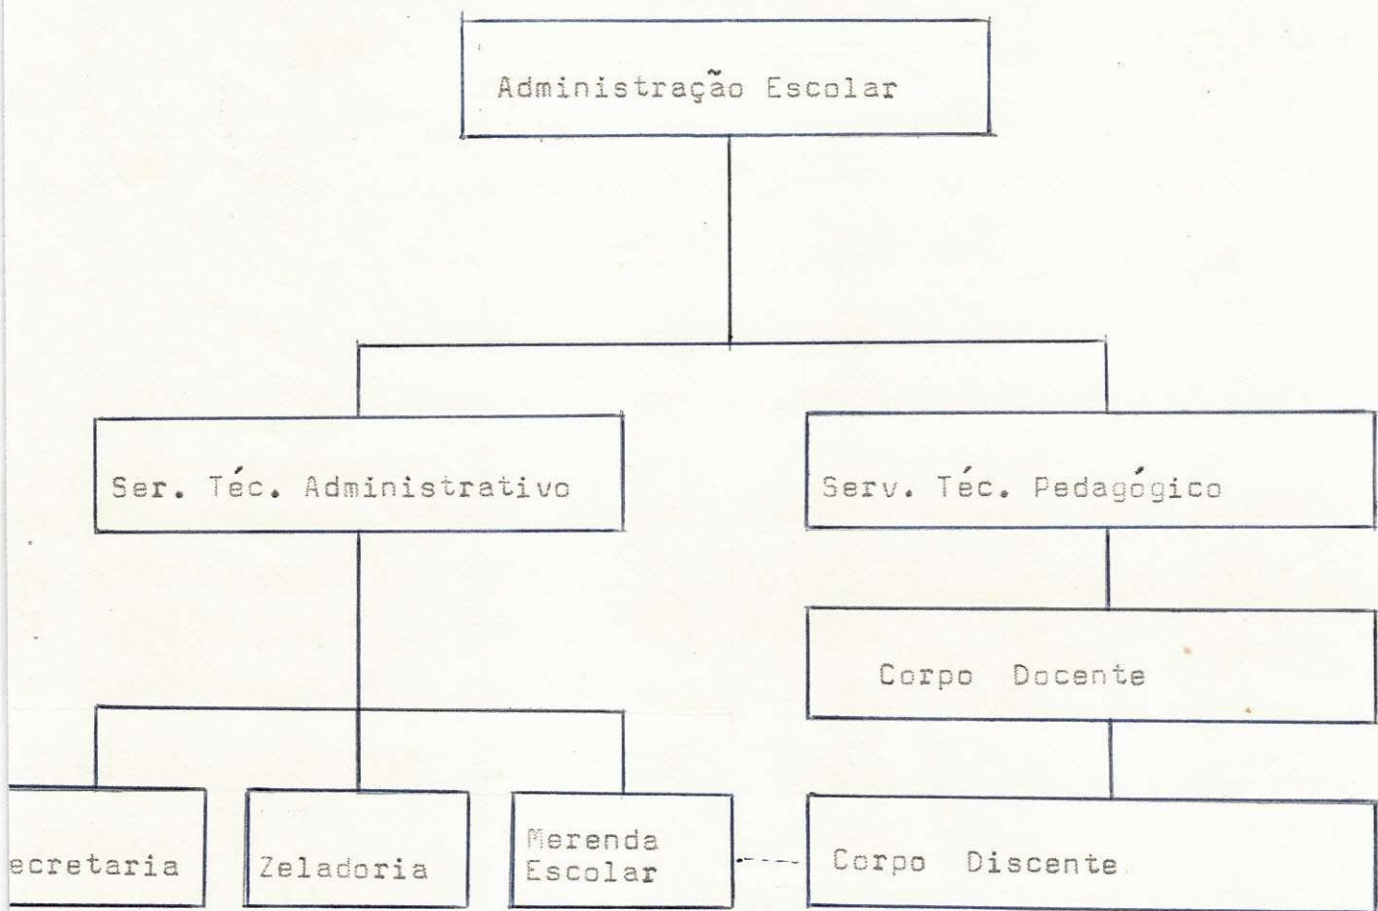 Administração Escolar
Ser. Téc. Administrativo
Serv. Téc. Pedagógico
Corpo Docente
ecretaria
Zeladoria
Merenda
Escolar
Corpo Discente